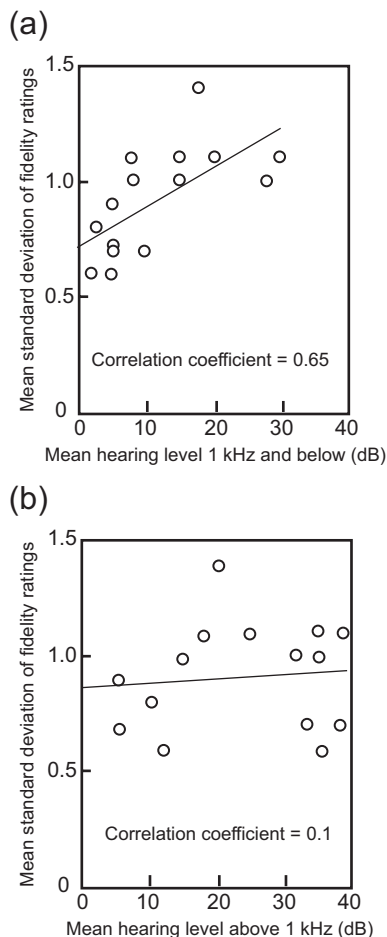 (a)
Mean standard deviation of fidelity ratings
1.5
1.0
0.5
0
Correlation coefficient = 0.65
0 10 20 30 40
Mean hearing level 1 kHz and below (dB)
(b)
Mean standard deviation of fidelity ratings
1.5
1.0
0.5
0
Correlation coefficient = 0.1
0 10 20 30 40
Mean hearing level above 1 kHz (dB)